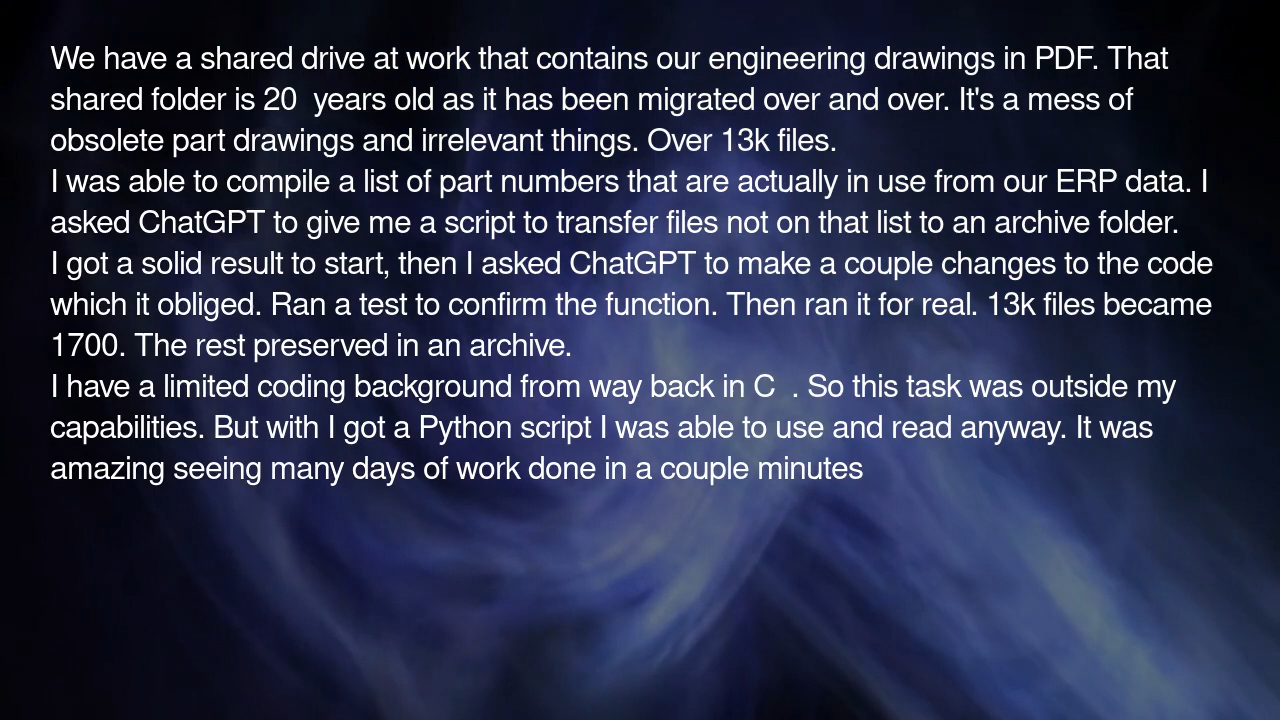 We have a shared drive at work that contains our engineering drawings in PDF. That
shared folder is 20  years old as it has been migrated over and over. It's a mess of
obsolete part drawings and irrelevant things. Over 13k files.
I was able to compile a list of part numbers that are actually in use from our ERP data. I
asked ChatGPT to give me a script to transfer files not on that list to an archive folder.
I got a solid result to start, then I asked ChatGPT to make a couple changes to the code
which it obliged. Ran a test to confirm the function. Then ran it for real. 13k files became
1700. The rest preserved in an archive.
I have a limited coding background from way back in C  . So this task was outside my
capabilities. But with I got a Python script I was able to use and read anyway. It was
amazing seeing many days of work done in a couple minutes